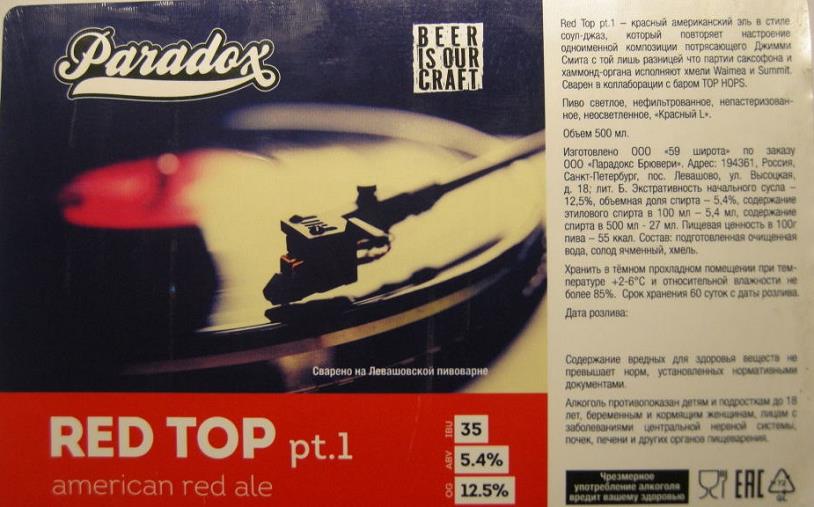 Paradox
BEER
IS OUR
CRAFT
Сварено на Левашовской пивоварне
RED TOP pt.1
american red ale
IBU 35
ABV 5.4%
OG 12.5%
Red Top pt.1 – красный американский эль в стиле
соул-джаз, который повторяет настроение
одноименной композиции потрясающего Джимми
Смита с той лишь разницей что партии саксофона и
хаммонд-органа исполняют хмели Waimea и Summit.
Сварен в коллаборации с баром TOP HOPS.
Пиво светлое, нефильтрованное, непастеризован-
ное, неосветленное, «Красный L».
Объем 500 мл.
Изготовлено ООО «59 широта» по заказу
ООО «Парадокс Брювери». Адрес: 194361, Россия,
Санкт-Петербург, пос. Левашово, ул. Высоцкая,
д. 18; лит. Б. Экстрактивность начального сусла –
12,5%, объемная доля спирта – 5,4%, содержание
этилового спирта в 100 мл – 5,4 мл, содержание
спирта в 500 мл - 27 мл. Пищевая ценность в 100г
пива – 55 ккал. Состав: подготовленная очищенная
вода, солод ячменный, хмель.
Хранить в тёмном прохладном помещении при тем-
пературе +2-6°С и относительной влажности не
более 85%. Срок хранения 60 суток с даты розлива.
Дата розлива:
Содержание вредных для здоровья веществ не
превышает норм, установленных нормативными
документами.
Алкоголь противопоказан детям и подросткам до 18
лет, беременным и кормящим женщинам, лицам с
заболеваниями центральной нервной системы,
почек, печени и других органов пищеварения.
Чрезмерное
употребление алкоголя
вредит вашему здоровью
EAC
GL